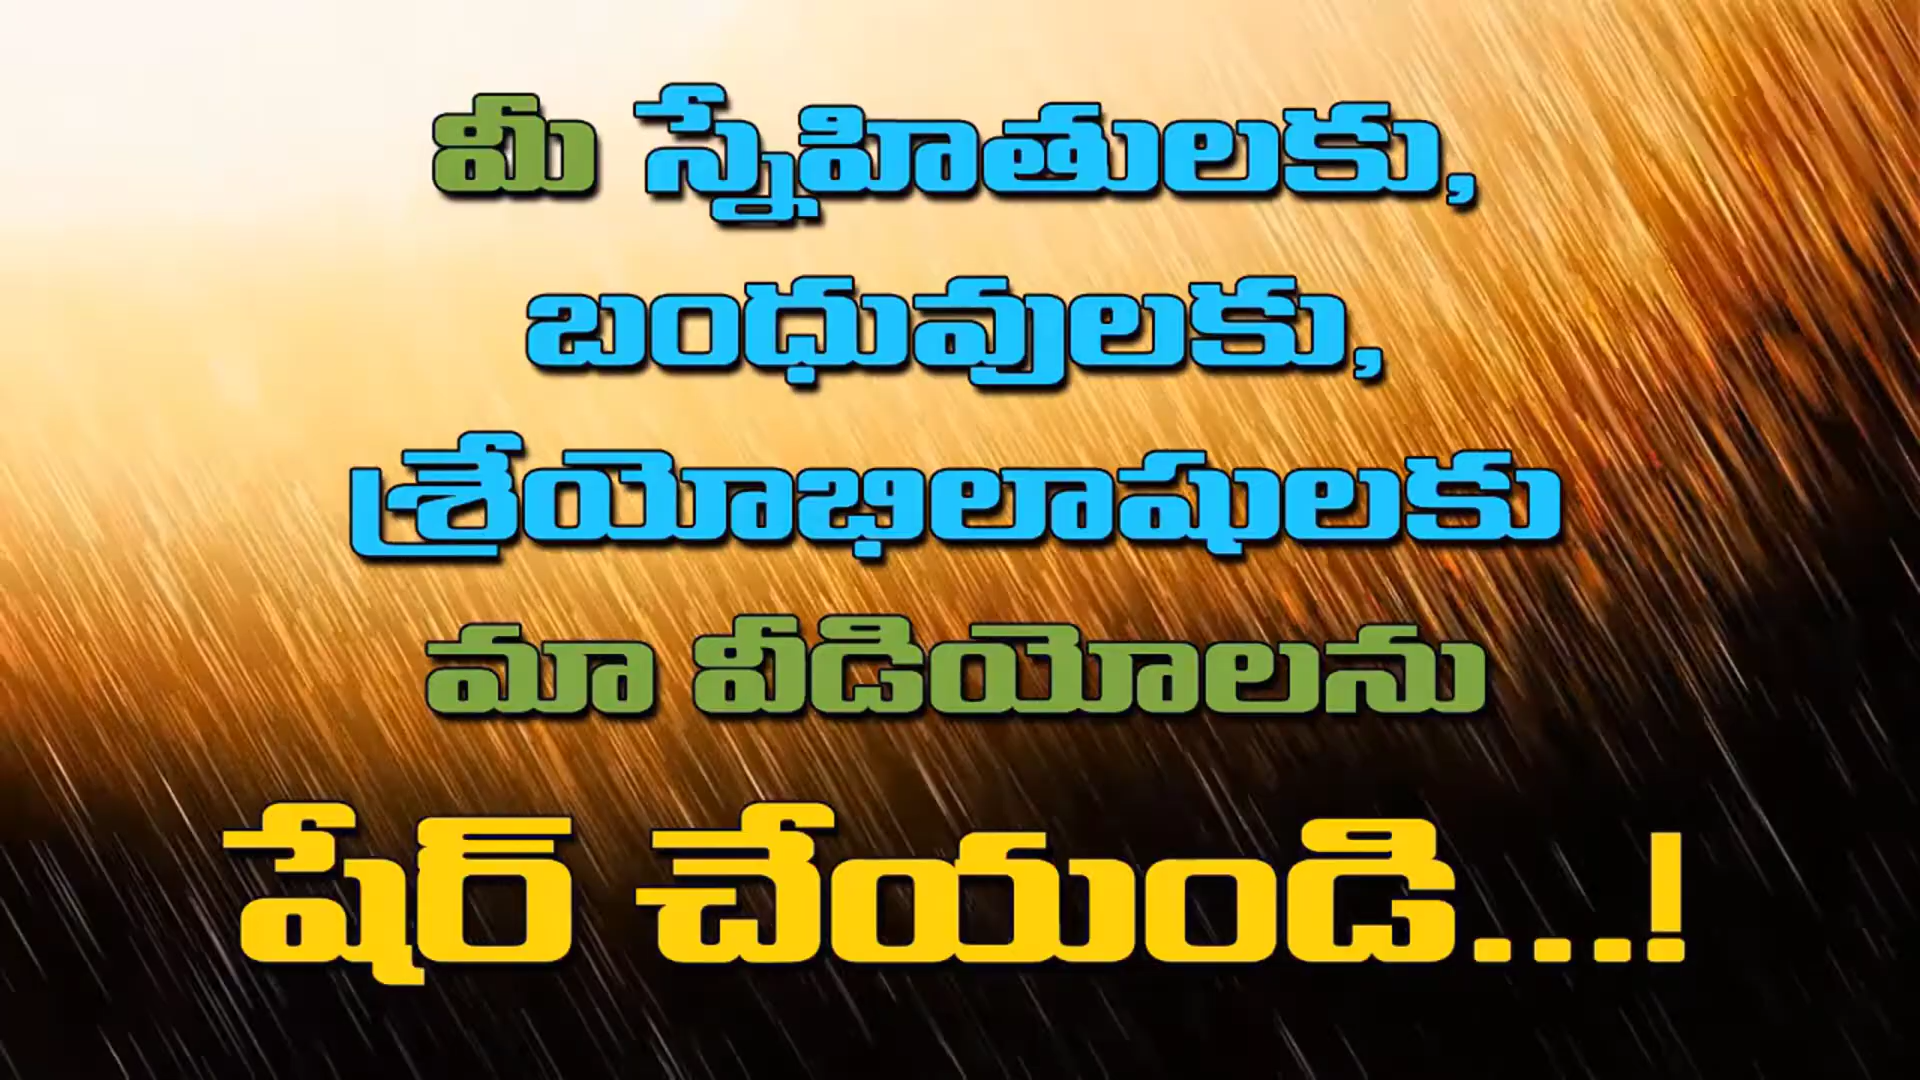 మీ స్నేహితులకు,
బంధువులకు,
శ్రేయోభిలాషులకు
మా వీడియోలను
షేర్ చేయండి...!